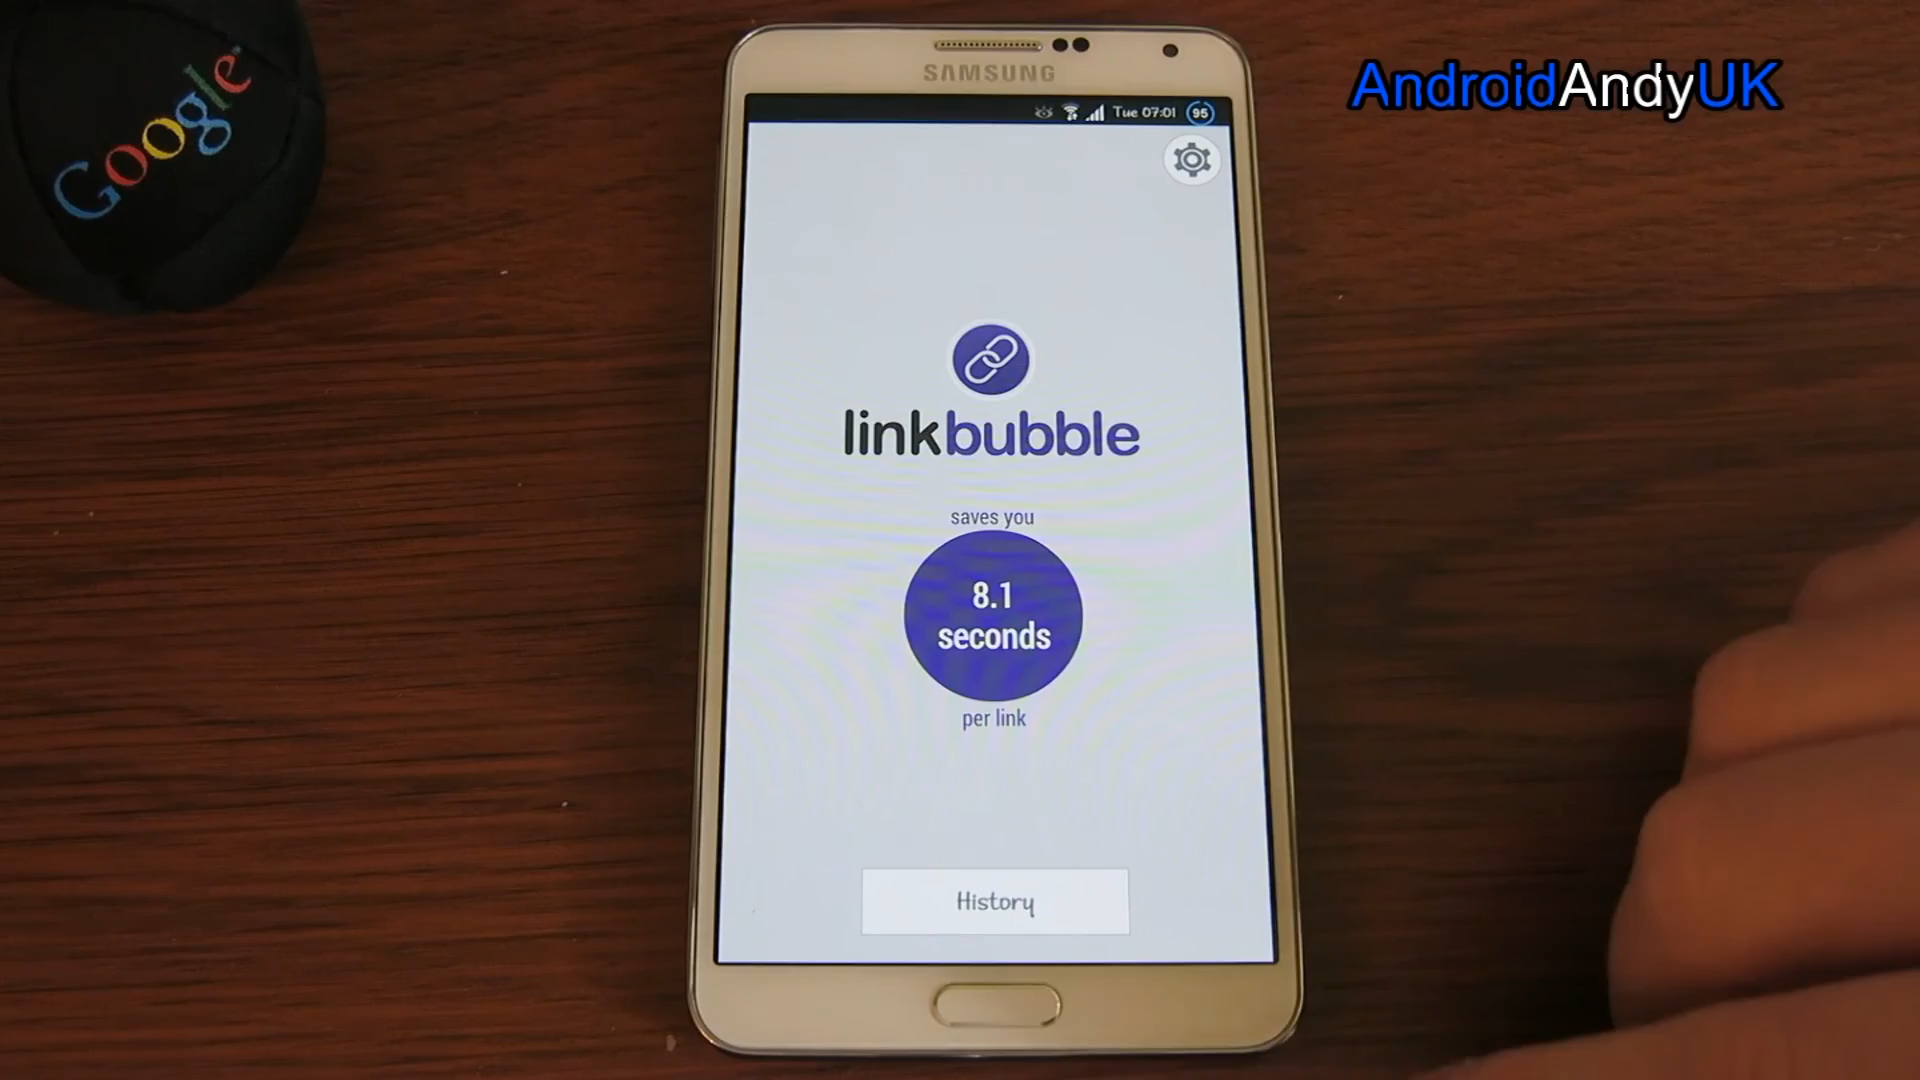 Google
SAMSUNG
AndroidAndyUK
Tue 07:01 95
linkbubble
saves you
8.1
seconds
per link
History